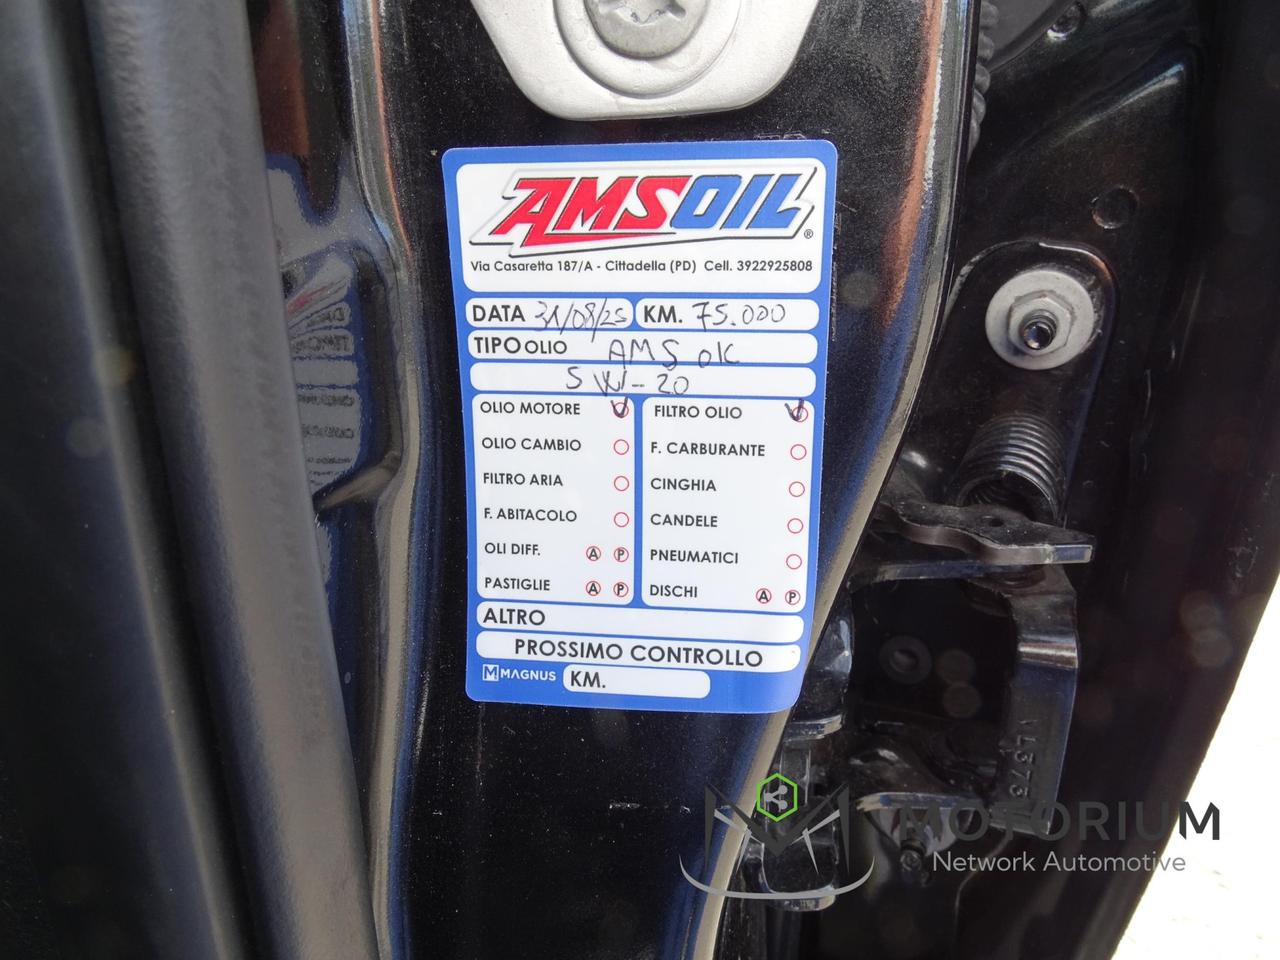 AMSOIL ®
Via Casaretta 187/A - Cittadella (PD) Cell. 3922925808
DATA 31/08/25 KM. 75.000
TIPO OLIO AMSOIL
5W-20
OLIO MOTORE V FILTRO OLIO V
OLIO CAMBIO F. CARBURANTE
FILTRO ARIA CINGHIA
F. ABITACOLO CANDELE
OLI DIFF. A P PNEUMATICI
PASTIGLIE A P DISCHI A P
ALTRO
PROSSIMO CONTROLLO
MAGNUS KM.
L373
MOTORIUM
Network Automotive